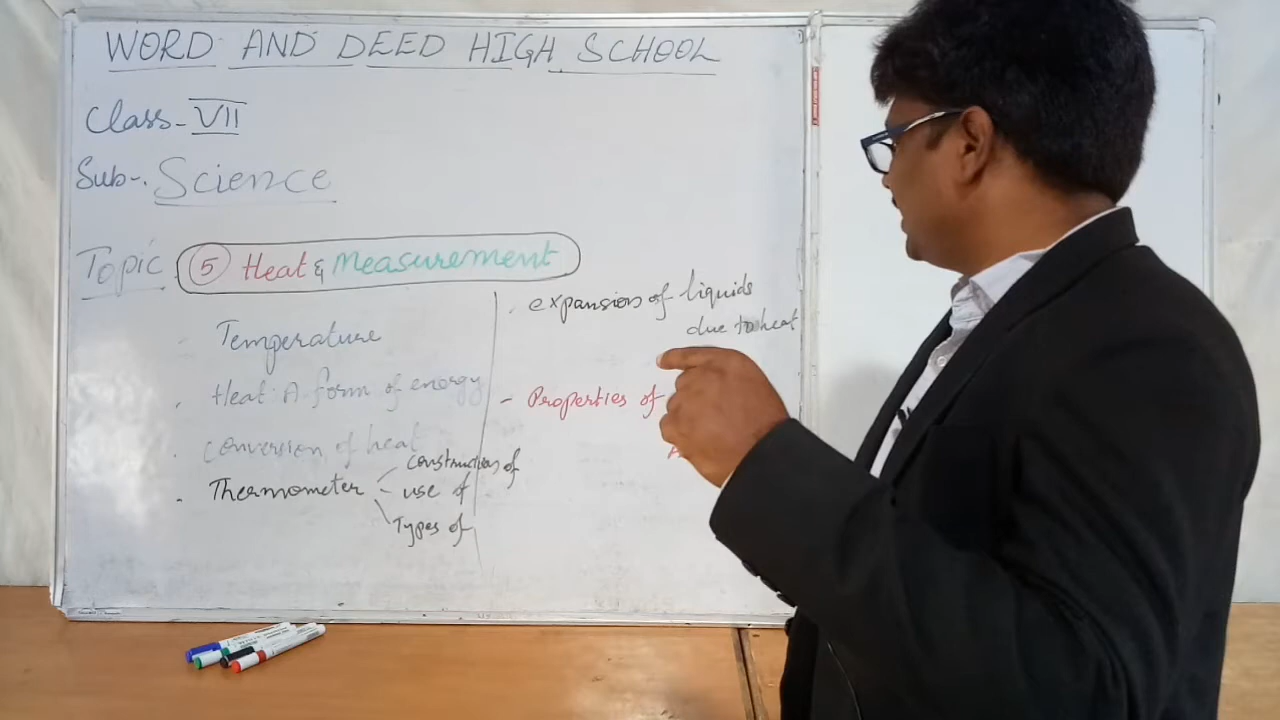 WORD AND DEED HIGH SCHOOL
Class- VII
Sub-. Science
Topic 5 Heat & Measurement
Temperature
Heat: A form of energy
conversion of heat
Thermometer - construction of
- use of
Types of
expansion of liquids
due to heat
- Properties of